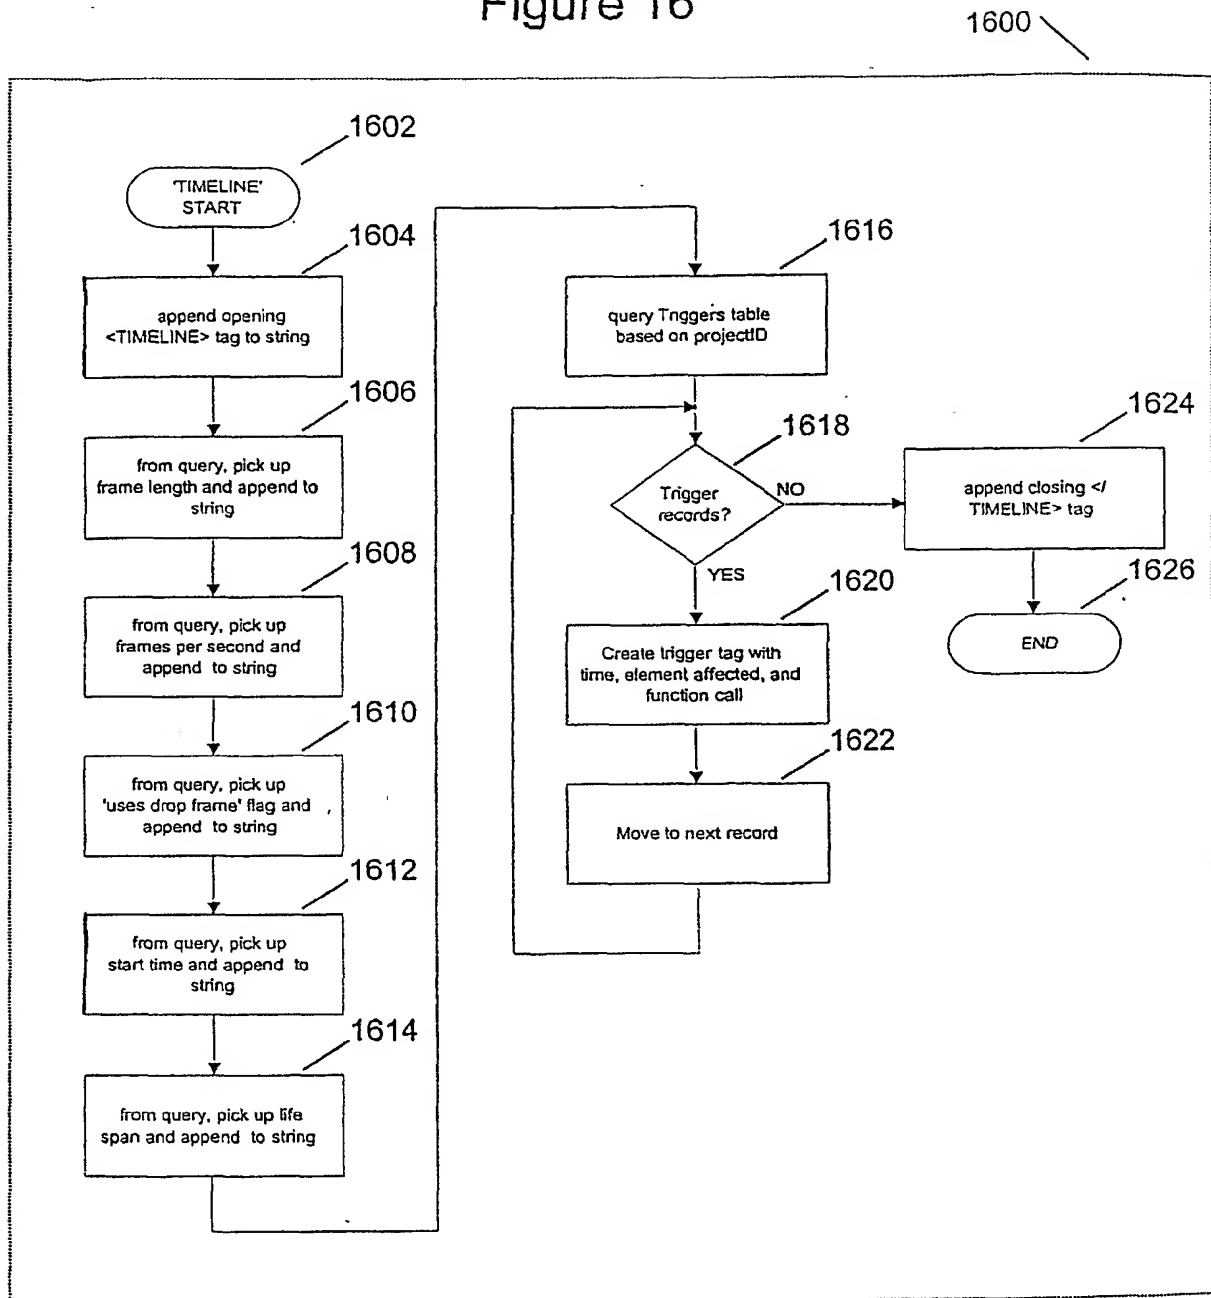 Figure 16
1600
1602
'TIMELINE'
START
1604
append opening
<TIMELINE> tag to string
1606
from query, pick up
frame length and append to
string
1608
from query, pick up
frames per second and
append to string
1610
from query, pick up
'uses drop frame' flag and
append to string
1612
from query, pick up
start time and append to
string
1614
from query, pick up life
span and append to string
1616
query Triggers table
based on projectID
1618
Trigger
records?
NO
YES
1620
Create trigger tag with
time, element affected, and
function call
1622
Move to next record
1624
append closing </
TIMELINE> tag
1626
END